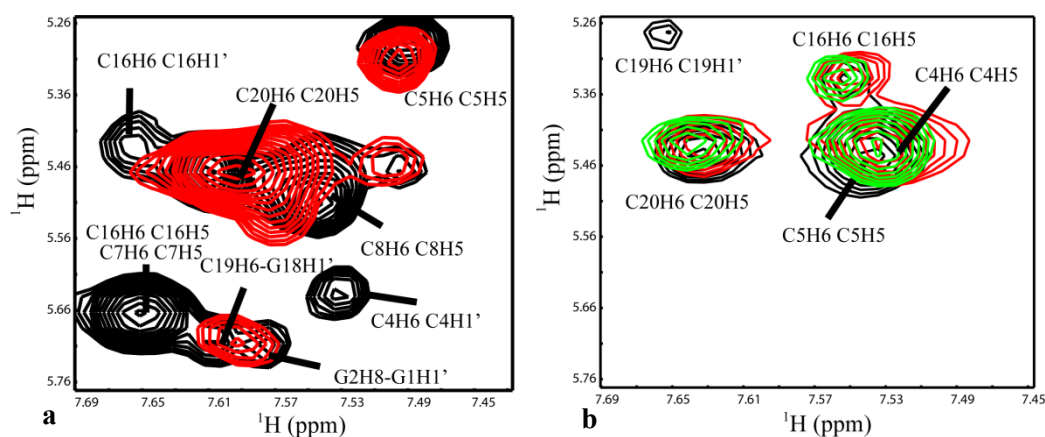 5.26
C16H6 C16H1'
5.36
C20H6 C20H5
C5H6 C5H5
¹H (ppm)
5.46
5.56
C16H6 C16H5
C7H6 C7H5
C8H6 C8H5
C19H6-G18H1'
5.66
C4H6 C4H1'
G2H8-G1H1'
5.76
7.69 7.65 7.61 7.57 7.53 7.49 7.45
a
¹H (ppm)
5.26
C19H6 C19H1'
C16H6 C16H5
C4H6 C4H5
5.36
¹H (ppm)
5.46
C20H6 C20H5
C5H6 C5H5
5.56
5.66
5.76
7.69 7.65 7.61 7.57 7.53 7.49 7.45
b
¹H (ppm)